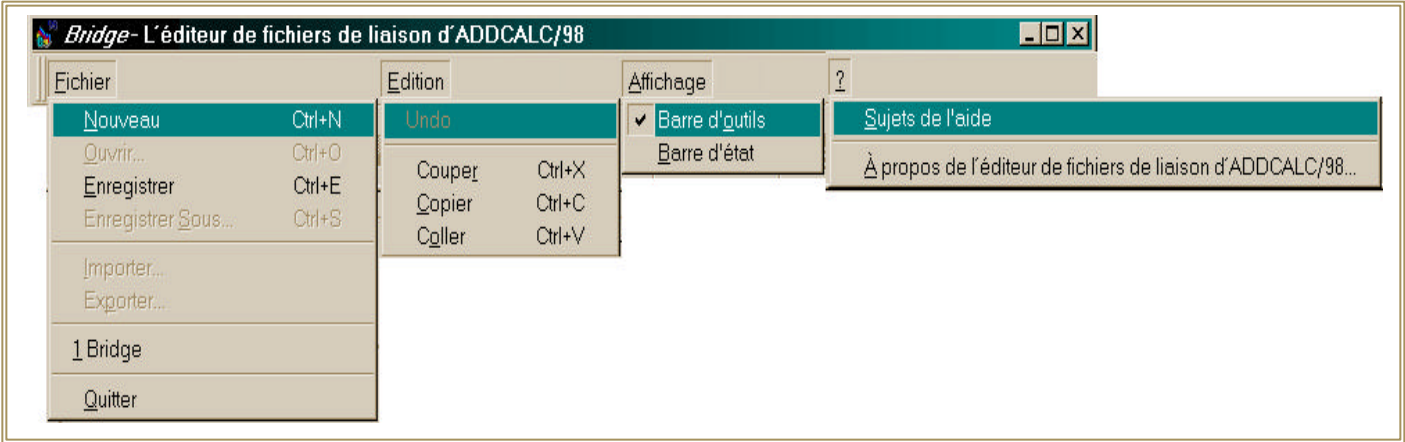 Bridge- L´éditeur de fichiers de liaison d´ADDCALC/98
Fichier Edition Affichage ?
Nouveau Ctrl+N
Ouvrir... Ctrl+O
Enregistrer Ctrl+E
Enregistrer Sous... Ctrl+S
Importer...
Exporter...
1 Bridge
Quitter
Undo
Couper Ctrl+X
Copier Ctrl+C
Coller Ctrl+V
Barre d'outils
Barre d'état
Sujets de l'aide
À propos de l´éditeur de fichiers de liaison d´ADDCALC/98...